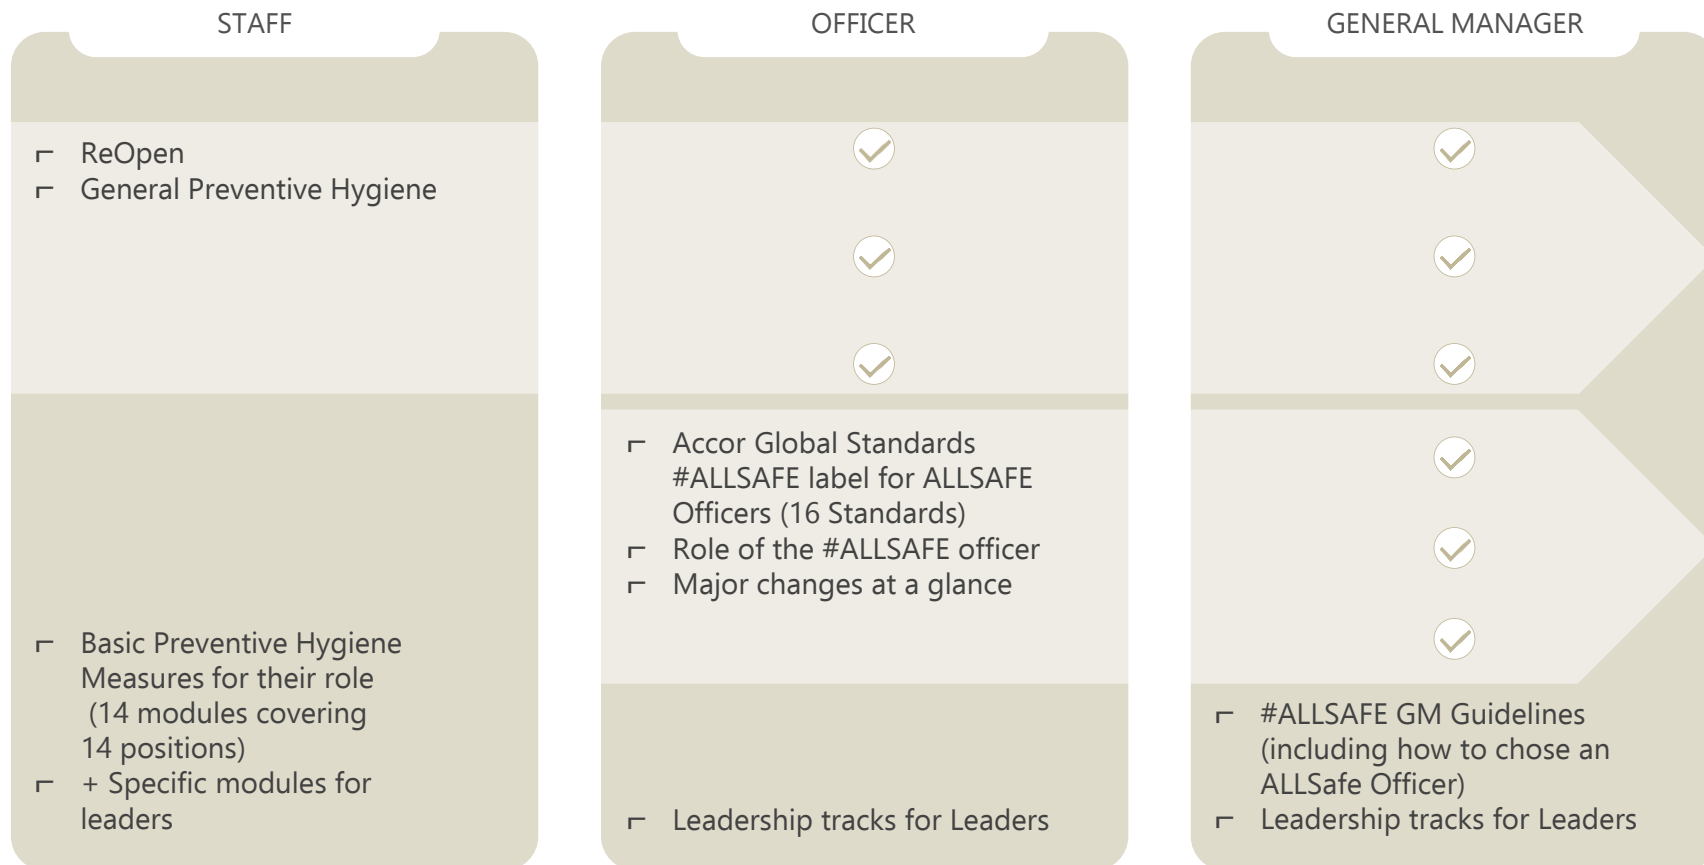 STAFF
ReOpen
General Preventive Hygiene
Basic Preventive Hygiene
Measures for their role
(14 modules covering
14 positions)
+ Specific modules for
leaders
OFFICER
Accor Global Standards
#ALLSAFE label for ALLSAFE
Officers (16 Standards)
Role of the #ALLSAFE officer
Major changes at a glance
Leadership tracks for Leaders
GENERAL MANAGER
#ALLSAFE GM Guidelines
(including how to chose an
ALLSafe Officer)
Leadership tracks for Leaders